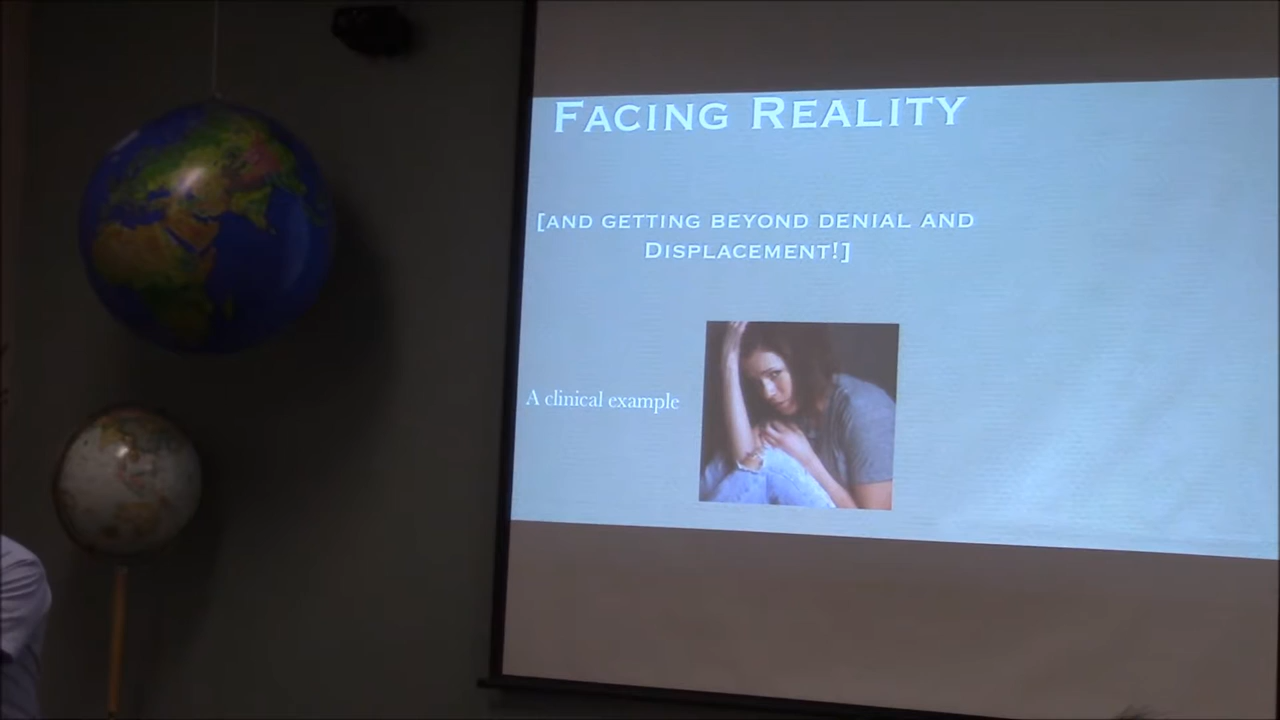 FACING REALITY
[AND GETTING BEYOND DENIAL AND
DISPLACEMENT!]
A clinical example